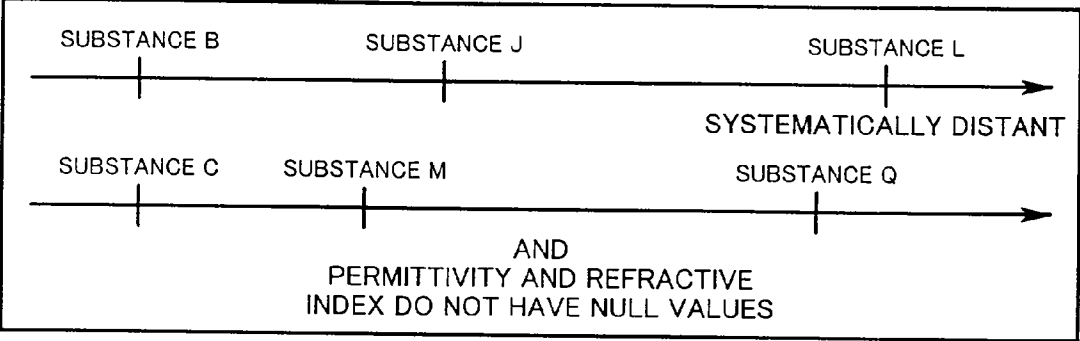 SUBSTANCE B
SUBSTANCE J
SUBSTANCE L
SYSTEMATICALLY DISTANT
SUBSTANCE C
SUBSTANCE M
SUBSTANCE Q
AND
PERMITTIVITY AND REFRACTIVE
INDEX DO NOT HAVE NULL VALUES